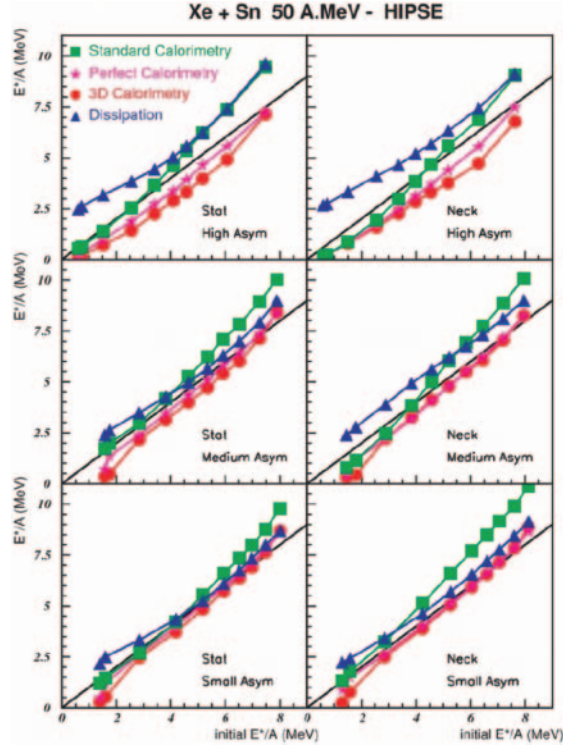 Xe + Sn 50 A.MeV - HIPSE
E*/A (MeV)
10
7.5
5
2.5
0
Standard Calorimetry
Perfect Calorimetry
3D Calorimetry
Dissipation
Stat
High Asym
Neck
High Asym
E*/A (MeV)
10
7.5
5
2.5
0
Stat
Medium Asym
Neck
Medium Asym
E*/A (MeV)
10
7.5
5
2.5
0
Stat
Small Asym
Neck
Small Asym
0 2 4 6 8 0 2 4 6 8
initial E*/A (MeV) initial E*/A (MeV)